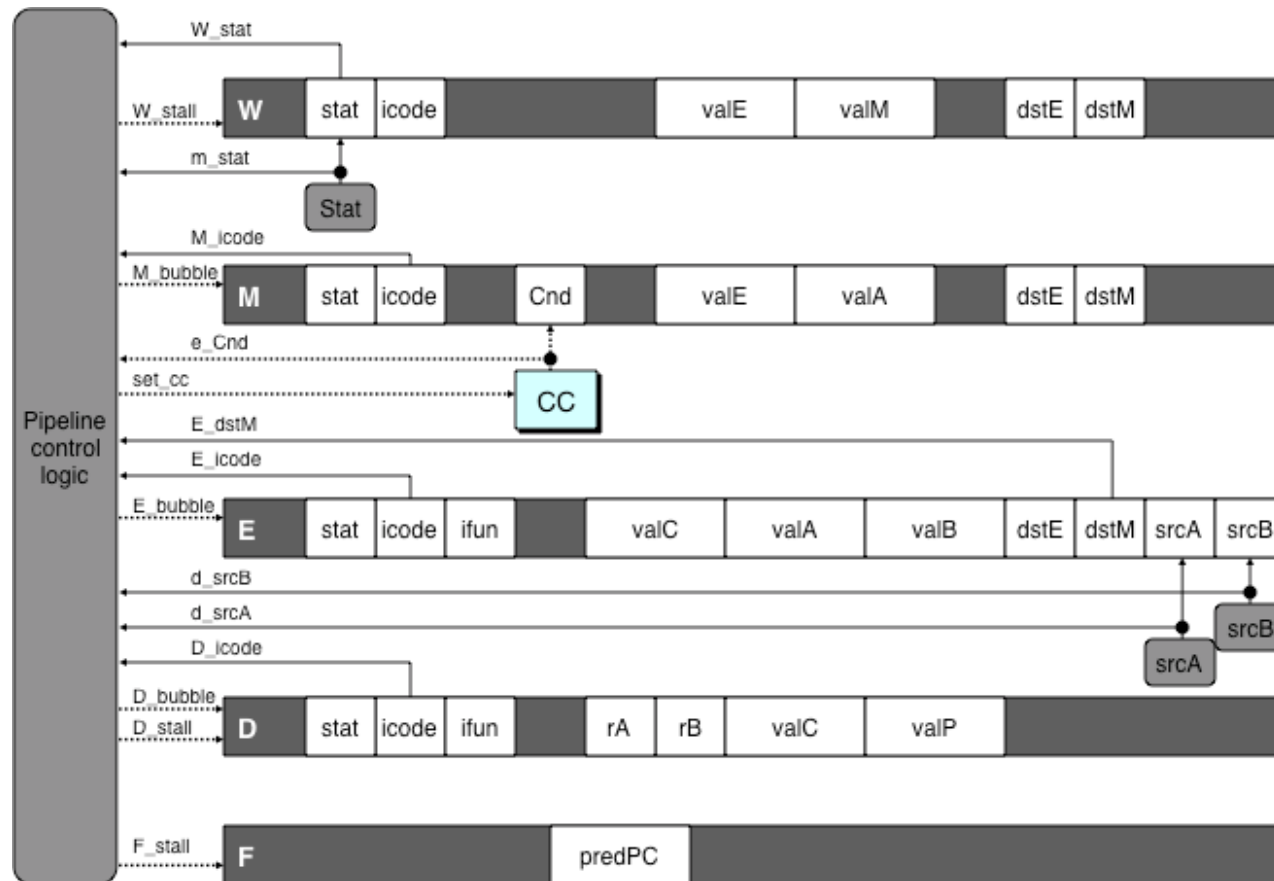 W_stat
W_stall
W stat icode valE valM dstE dstM
m_stat
Stat
M_icode
M_bubble
M stat icode Cnd valE valA dstE dstM
e_Cnd
set_cc
CC
Pipeline
control
logic
E_dstM
E_icode
E_bubble
E stat icode ifun valC valA valB dstE dstM srcA srcB
d_srcB
d_srcA
srcB
srcA
D_icode
D_bubble
D_stall
D stat icode ifun rA rB valC valP
F_stall
F predPC